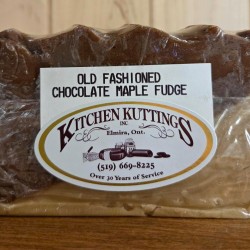 OLD FASHIONED
CHOCOLATE MAPLE FUDGE
KITCHEN KUTTINGS
INC
Elmira, Ont.
(519) 669-8225
Over 30 Years of Service